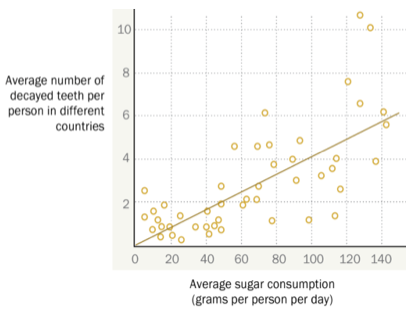 10
8
6
4
2
Average number of
decayed teeth per
person in different
countries
0 20 40 60 80 100 120 140
Average sugar consumption
(grams per person per day)